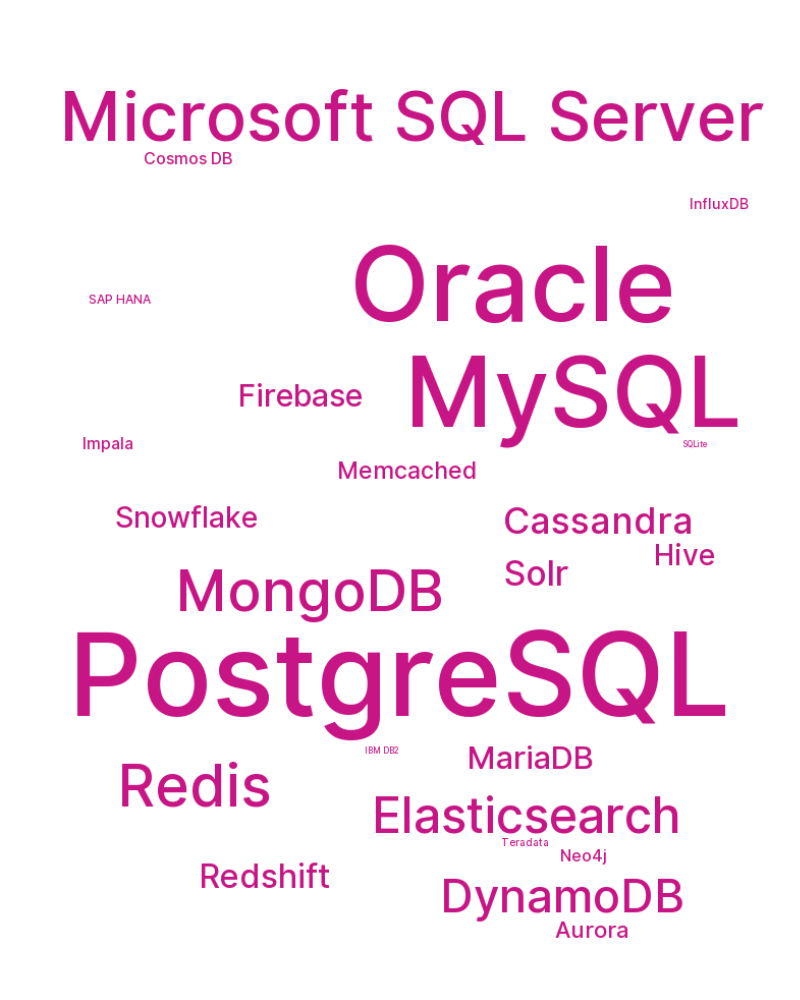 Microsoft SQL Server
Cosmos DB
InfluxDB
Oracle
SAP HANA
MySQL
Firebase
Impala
SQLite
Memcached
Snowflake
Cassandra
Hive
Solr
MongoDB
PostgreSQL
IBM DB2
MariaDB
Redis
Elasticsearch
Teradata
Neo4j
Redshift
DynamoDB
Aurora